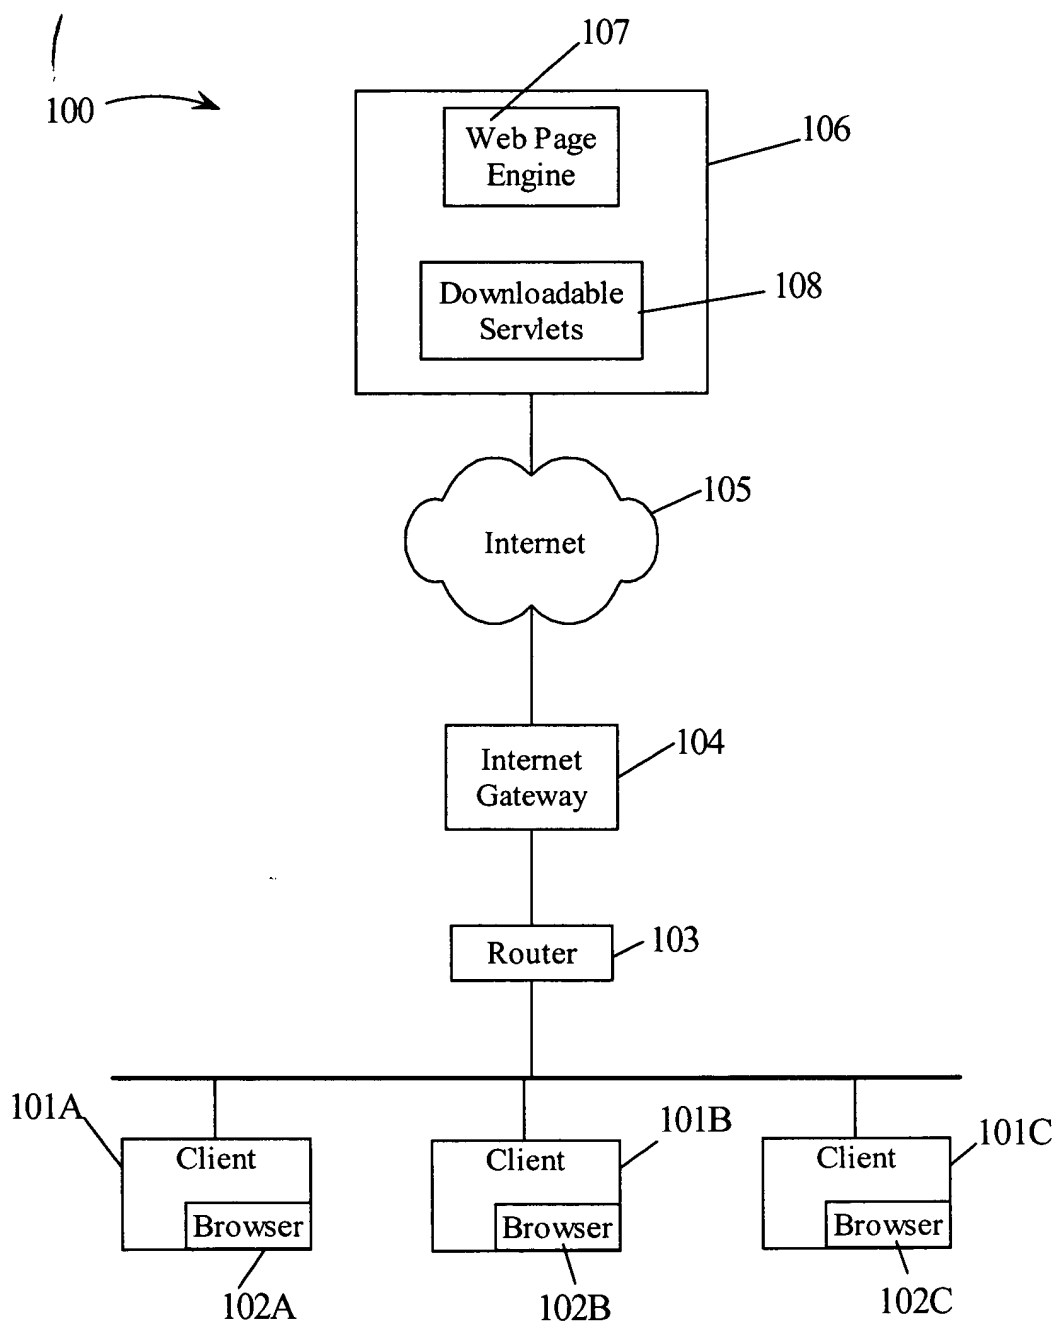 107
100
Web Page
Engine
106
Downloadable
Servlets
108
105
Internet
104
Internet
Gateway
103
Router
101A
101B
101C
Client
Client
Client
Browser
Browser
Browser
102A
102B
102C